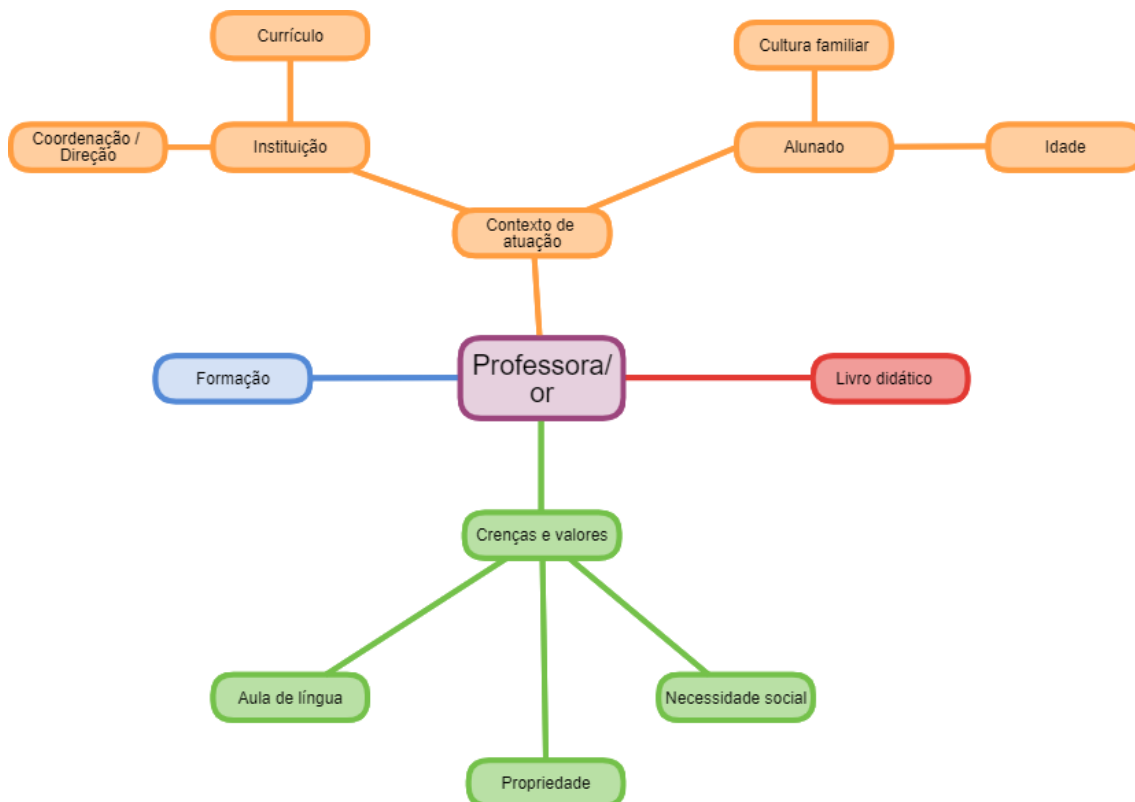 Currículo
Cultura familiar
Coordenação /
Direção
Instituição
Alunado
Idade
Contexto de
atuação
Formação
Professora/
or
Livro didático
Crenças e valores
Aula de língua
Necessidade social
Propriedade